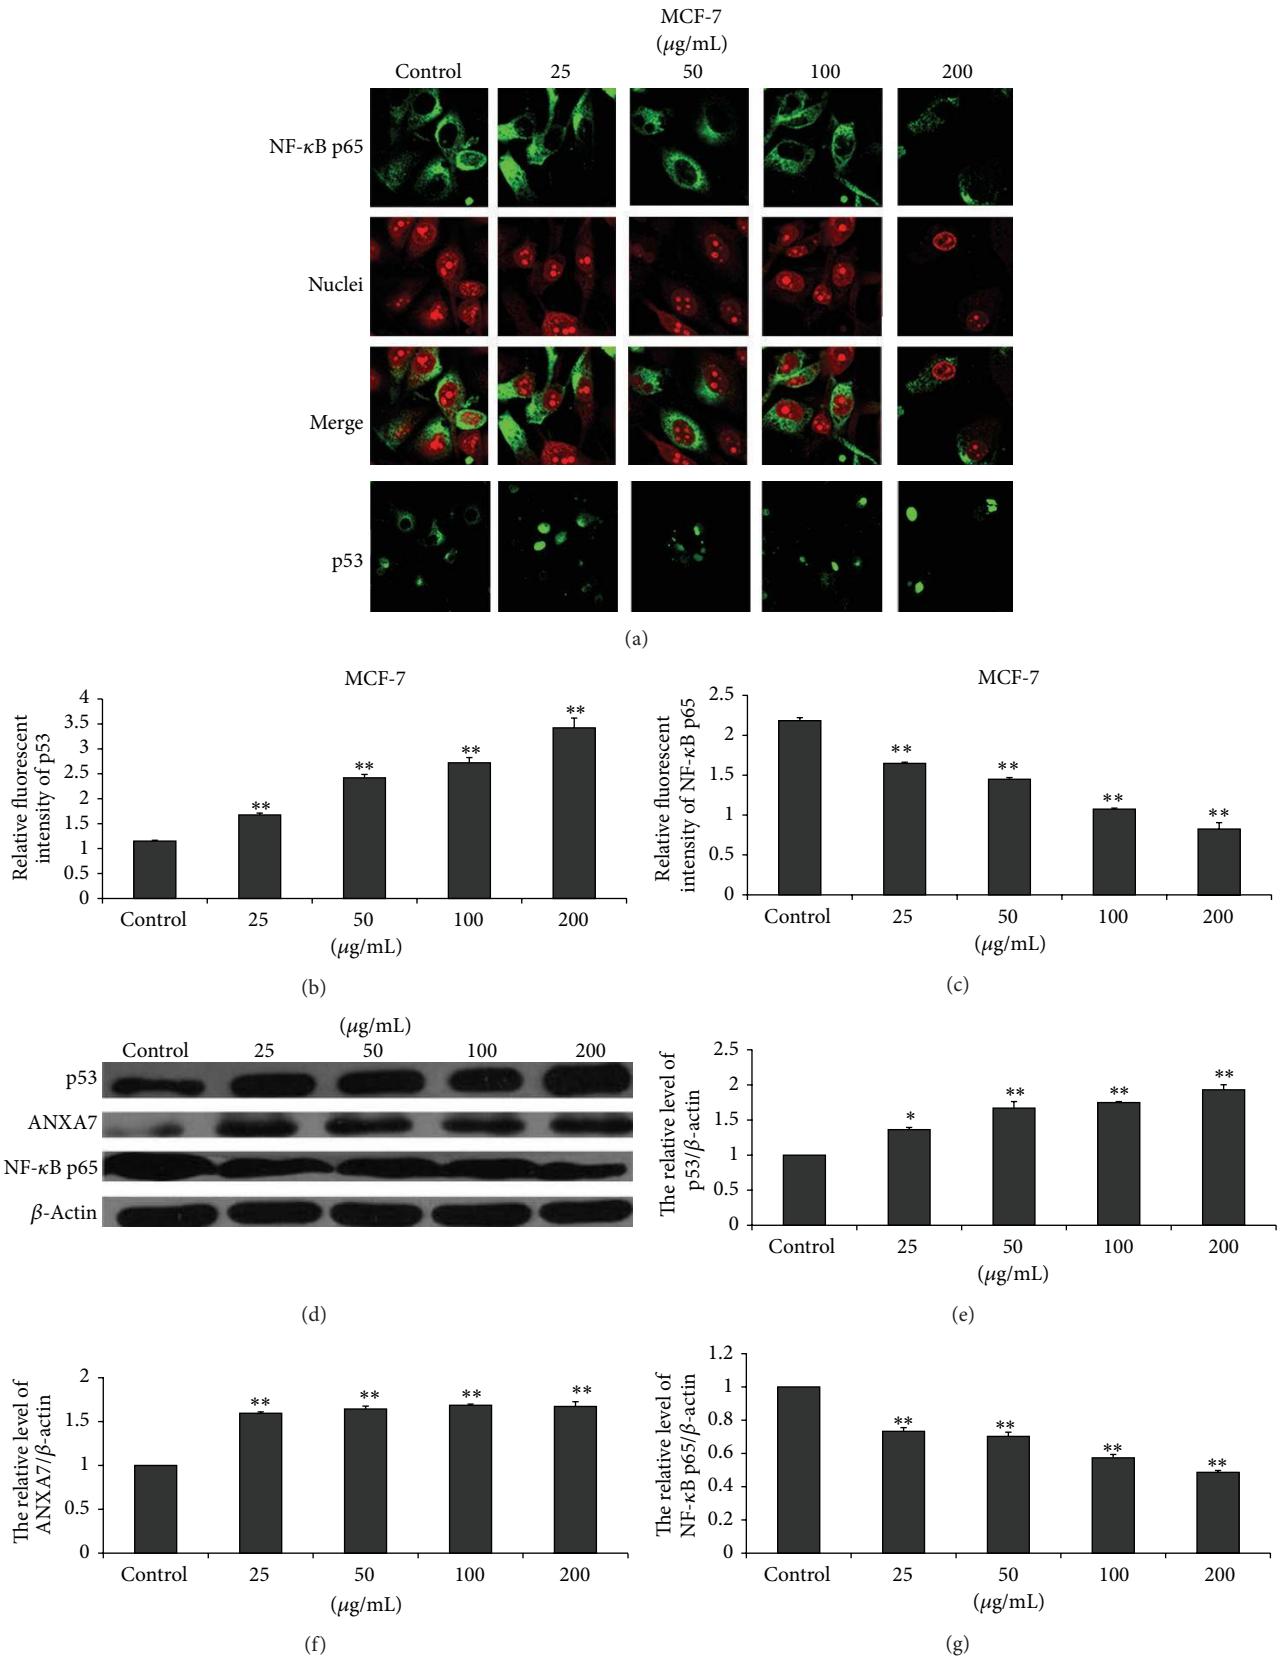 MCF-7
(μg/mL)
Control 25 50 100 200
NF-κB p65
Nuclei
Merge
p53
(a)
MCF-7
Relative fluorescent
intensity of p53
4
3.5
3
2.5
2
1.5
1
0.5
0
** ** ** **
Control 25 50 100 200
(μg/mL)
(b)
MCF-7
Relative fluorescent
intensity of NF-κB p65
2.5
2
1.5
1
0.5
0
** ** ** **
Control 25 50 100 200
(μg/mL)
(c)
(μg/mL)
Control 25 50 100 200
p53
ANXA7
NF-κB p65
β-Actin
(d)
The relative level of
p53/β-actin
2.5
2
1.5
1
0.5
0
* ** ** **
Control 25 50 100 200
(μg/mL)
(e)
The relative level of
ANXA7/β-actin
2
1.5
1
0.5
0
** ** ** **
Control 25 50 100 200
(μg/mL)
(f)
The relative level of
NF-κB p65/β-actin
1.2
1
0.8
0.6
0.4
0.2
0
** ** ** **
Control 25 50 100 200
(μg/mL)
(g)